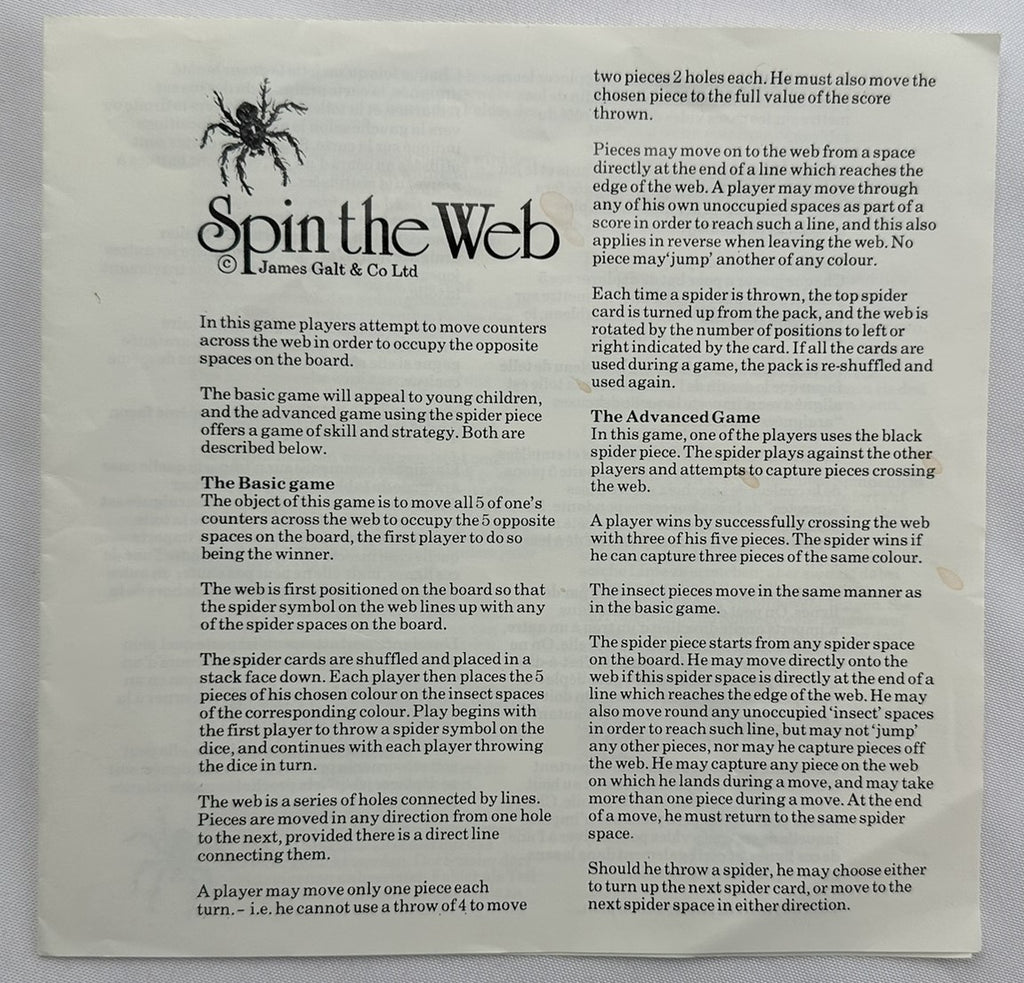 Spin the Web
© James Galt & Co Ltd
In this game players attempt to move counters
across the web in order to occupy the opposite
spaces on the board.
The basic game will appeal to young children,
and the advanced game using the spider piece
offers a game of skill and strategy. Both are
described below.
The Basic game
The object of this game is to move all 5 of one's
counters across the web to occupy the 5 opposite
spaces on the board, the first player to do so
being the winner.
The web is first positioned on the board so that
the spider symbol on the web lines up with any
of the spider spaces on the board.
The spider cards are shuffled and placed in a
stack face down. Each player then places the 5
pieces of his chosen colour on the insect spaces
of the corresponding colour. Play begins with
the first player to throw a spider symbol on the
dice, and continues with each player throwing
the dice in turn.
The web is a series of holes connected by lines.
Pieces are moved in any direction from one hole
to the next, provided there is a direct line
connecting them.
A player may move only one piece each
turn. – i.e. he cannot use a throw of 4 to move
two pieces 2 holes each. He must also move the
chosen piece to the full value of the score
thrown.
Pieces may move on to the web from a space
directly at the end of a line which reaches the
edge of the web. A player may move through
any of his own unoccupied spaces as part of a
score in order to reach such a line, and this also
applies in reverse when leaving the web. No
piece may 'jump' another of any colour.
Each time a spider is thrown, the top spider
card is turned up from the pack, and the web is
rotated by the number of positions to left or
right indicated by the card. If all the cards are
used during a game, the pack is re-shuffled and
used again.
The Advanced Game
In this game, one of the players uses the black
spider piece. The spider plays against the other
players and attempts to capture pieces crossing
the web.
A player wins by successfully crossing the web
with three of his five pieces. The spider wins if
he can capture three pieces of the same colour.
The insect pieces move in the same manner as
in the basic game.
The spider piece starts from any spider space
on the board. He may move directly onto the
web if this spider space is directly at the end of a
line which reaches the edge of the web. He may
also move round any unoccupied 'insect' spaces
in order to reach such line, but may not 'jump'
any other pieces, nor may he capture pieces off
the web. He may capture any piece on the web
on which he lands during a move, and may take
more than one piece during a move. At the end
of a move, he must return to the same spider
space.
Should he throw a spider, he may choose either
to turn up the next spider card, or move to the
next spider space in either direction.